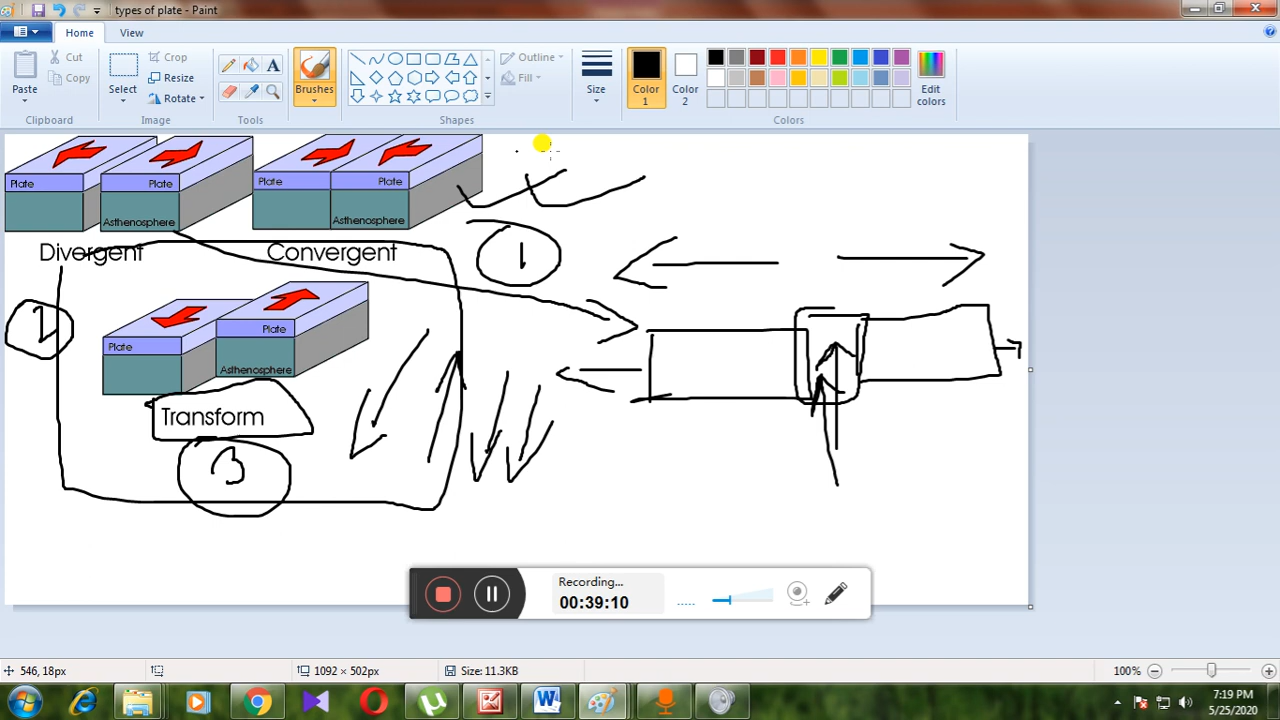 types of plate - Paint
Home View
Paste
Cut
Copy
Clipboard
Select
Crop
Resize
Rotate
Image
Tools
Brushes
Shapes
Outline
Fill
Size
Color 1
Color 2
Edit colors
Colors
Plate Plate Plate Plate
Asthenosphere Asthenosphere
Divergent Convergent
1
2
Plate Plate
Asthenosphere
Transform
3
Recording...
00:39:10
546, 18px 1092 × 502px Size: 11.3KB 100%
7:19 PM
5/25/2020